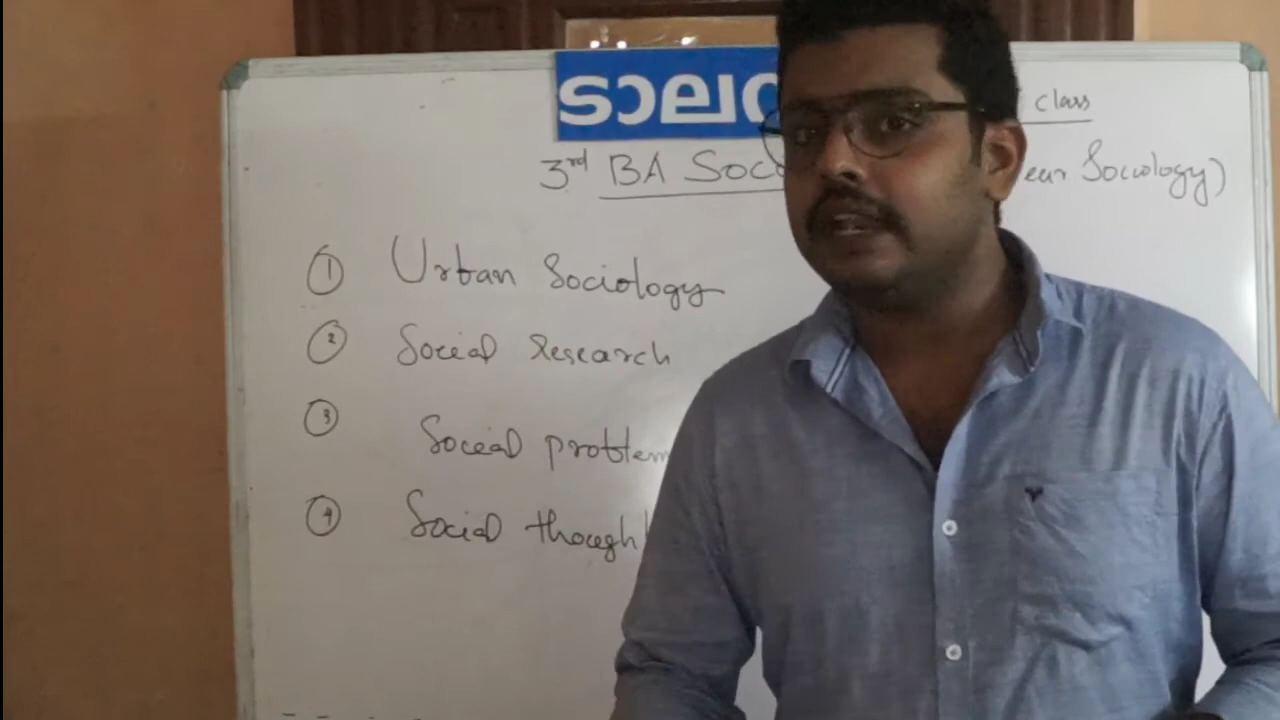 ടാലെ
class
3rd BA Soc
Sociology)
① Urban Sociology
② Social research
③ Social problem
④ Social though